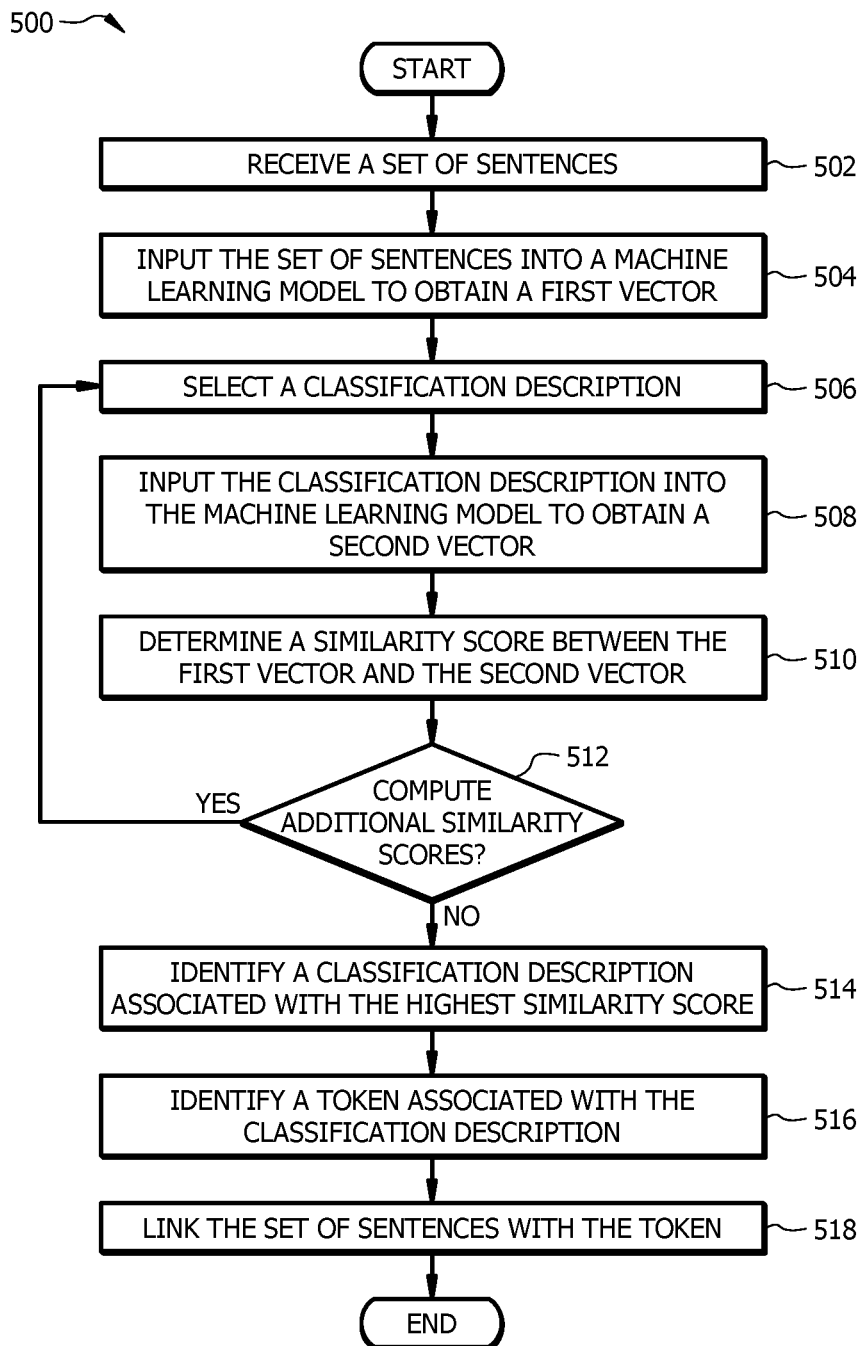 500
START
RECEIVE A SET OF SENTENCES
502
INPUT THE SET OF SENTENCES INTO A MACHINE
LEARNING MODEL TO OBTAIN A FIRST VECTOR
504
SELECT A CLASSIFICATION DESCRIPTION
506
INPUT THE CLASSIFICATION DESCRIPTION INTO
THE MACHINE LEARNING MODEL TO OBTAIN A
SECOND VECTOR
508
DETERMINE A SIMILARITY SCORE BETWEEN THE
FIRST VECTOR AND THE SECOND VECTOR
510
512
YES
COMPUTE
ADDITIONAL SIMILARITY
SCORES?
NO
IDENTIFY A CLASSIFICATION DESCRIPTION
ASSOCIATED WITH THE HIGHEST SIMILARITY SCORE
514
IDENTIFY A TOKEN ASSOCIATED WITH THE
CLASSIFICATION DESCRIPTION
516
LINK THE SET OF SENTENCES WITH THE TOKEN
518
END